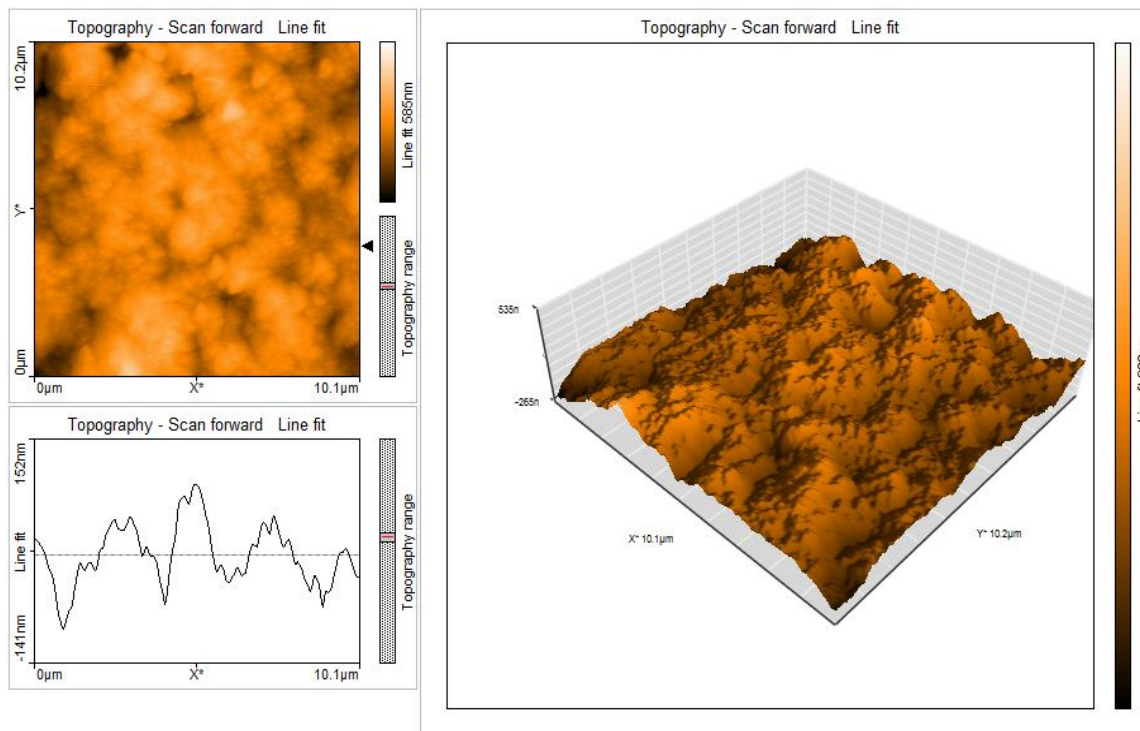 Topography - Scan forward Line fit
10.2µm
Y*
0µm
0µm
X*
10.1µm
Line fit 585nm
Topography range
Topography - Scan forward Line fit
152nm
Line fit
-141nm
0µm
X*
10.1µm
Topography range
Topography - Scan forward Line fit
-265n
X* 10.1µm
Y* 10.2µm